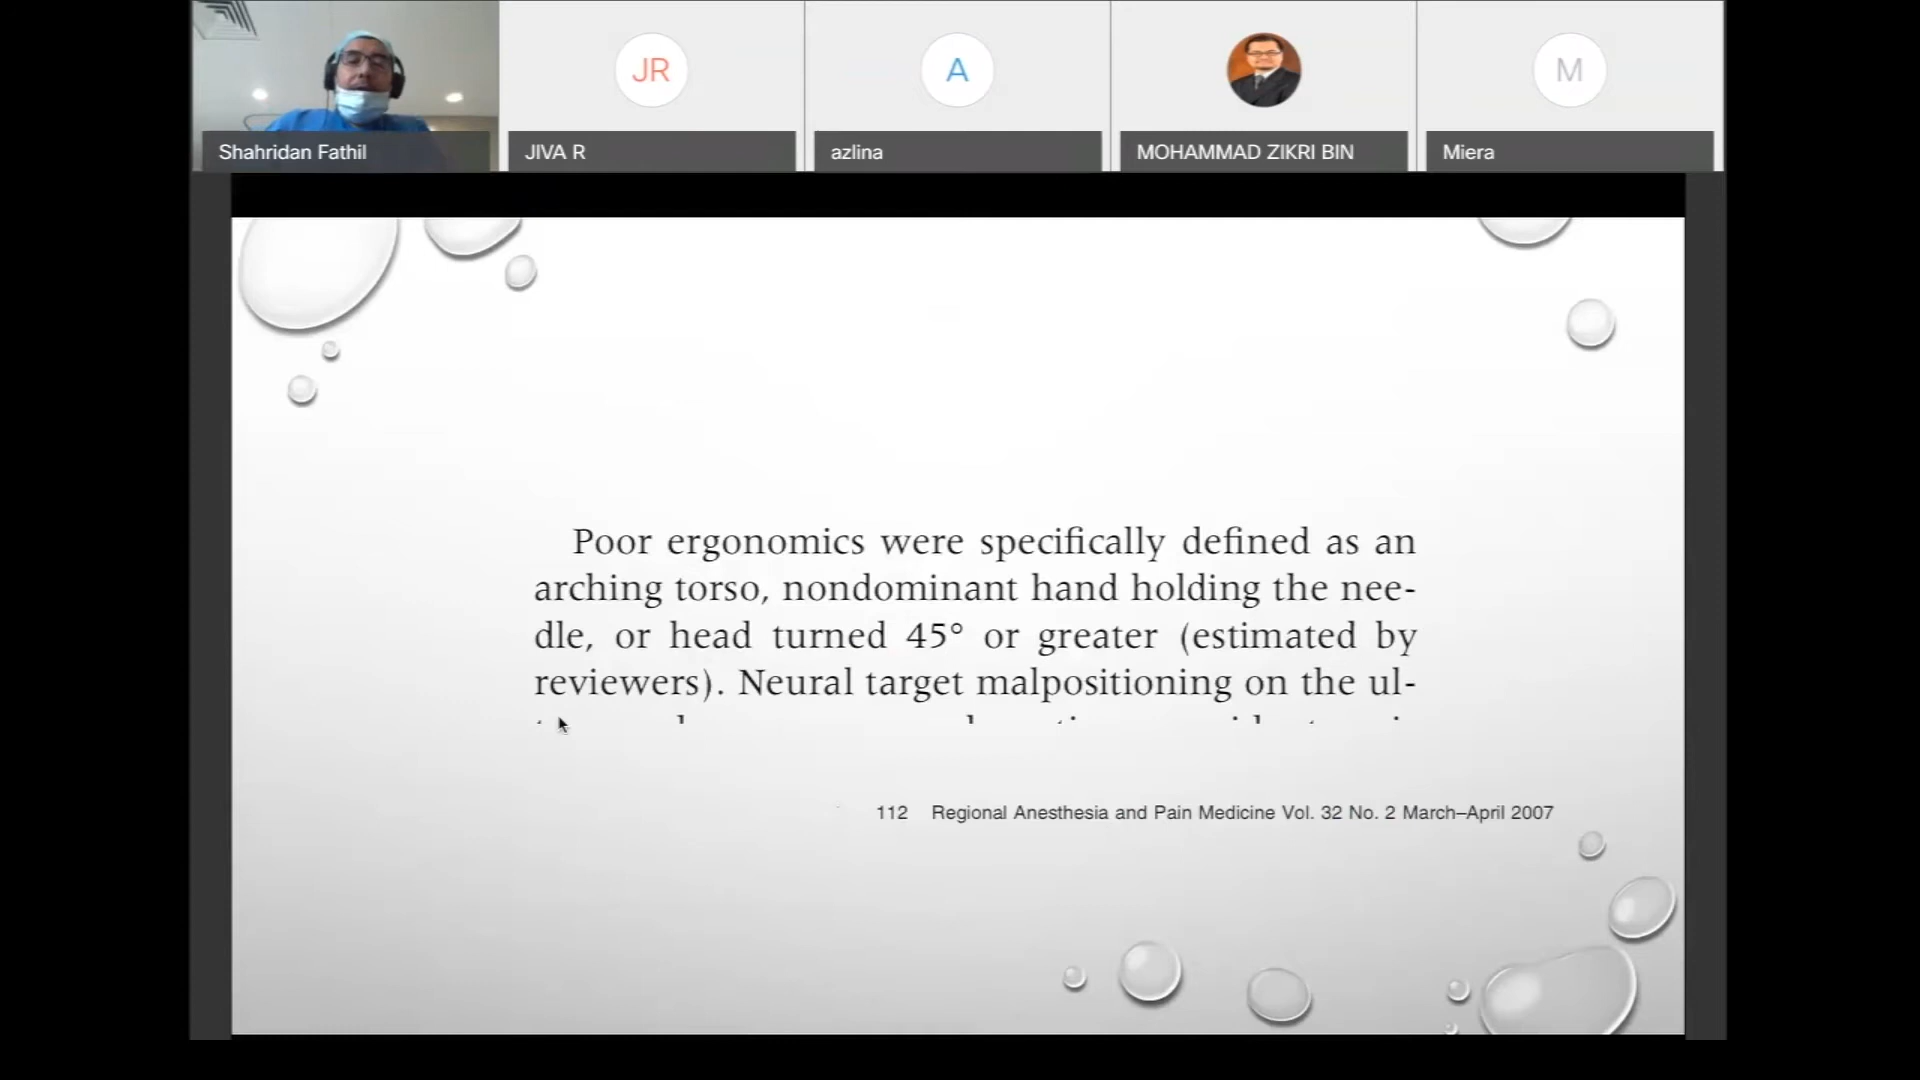 JR
A
M
Shahridan Fathil
JIVA R
azlina
MOHAMMAD ZIKRI BIN
Miera
Poor ergonomics were specifically defined as an
arching torso, nondominant hand holding the nee-
dle, or head turned 45° or greater (estimated by
reviewers). Neural target malpositioning on the ul-
112 Regional Anesthesia and Pain Medicine Vol. 32 No. 2 March–April 2007